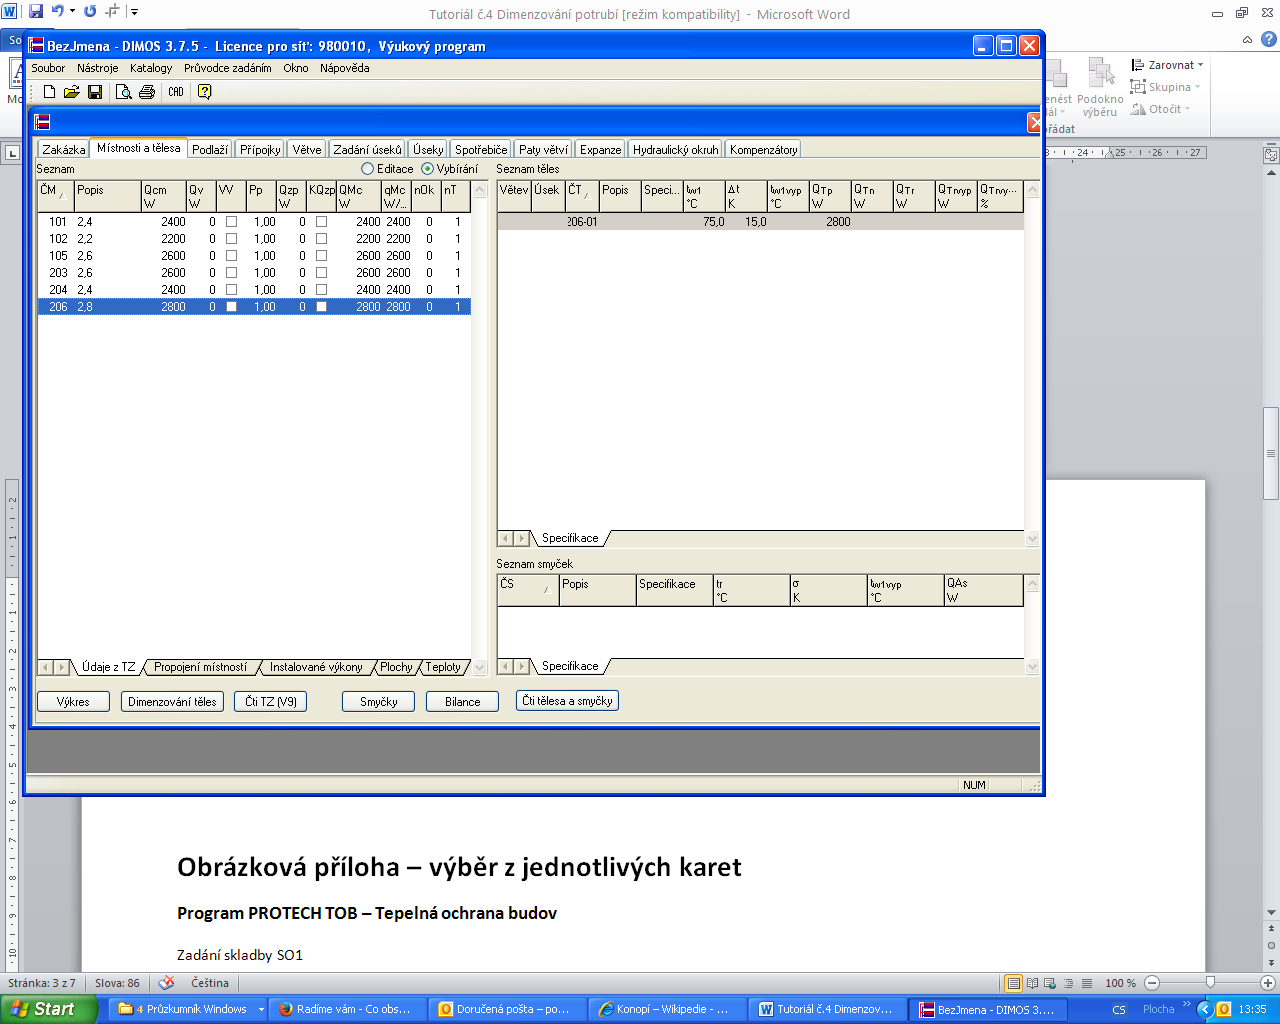 Tutoriál č.4 Dimenzování potrubí [režim kompatibility] - Microsoft Word
BezJmena - DIMOS 3.7.5 - Licence pro síť: 980010, Výukový program
Soubor Nástroje Katalogy Průvodce zadáním Okno Nápověda
CAD
Zarovnat
Skupina
Otočit
Podokno výběru
Zakázka Místnosti a tělesa Podlaží Přípojky Větve Zadání úseků Úseky Spotřebiče Paty větví Expanze Hydraulický okruh Kompenzátory
Seznam Editace Vybírání
ČM Popis Qcm W Qv W VV Pp Qzp W KQzp QMc W qMc W/... nOk nT
101 2,4 2400 0 1,00 0 2400 2400 0 1
102 2,2 2200 0 1,00 0 2200 2200 0 1
105 2,6 2600 0 1,00 0 2600 2600 0 1
203 2,6 2600 0 1,00 0 2600 2600 0 1
204 2,4 2400 0 1,00 0 2400 2400 0 1
206 2,8 2800 0 1,00 0 2800 2800 0 1
Seznam těles
Větev Úsek ČT Popis Speci... tw1 °C Δt K tw1vyp °C QTp W QTn W QTr W QTnvyp W QTnvy... %
206-01 75,0 15,0 2800
Specifikace
Seznam smyček
ČS Popis Specifikace tr °C σ K tw1vyp °C QAs W
Specifikace
Údaje z TZ Propojení místností Instalované výkony Plochy Teploty
Výkres Dimenzování těles Čti TZ (V9) Smyčky Bilance Čti tělesa a smyčky
NUM
24 25 26 27
Obrázková příloha – výběr z jednotlivých karet
Program PROTECH TOB – Tepelná ochrana budov
Zadání skladby SO1
Stránka: 3 z 7 Slova: 86 Čeština 100 %
Start 4 Průzkumník Windows Radíme vám - Co obs... Doručená pošta – po... Konopí – Wikipedie - ... Tutoriál č.4 Dimenzov... BezJmena - DIMOS 3.... CS Plocha 13:35